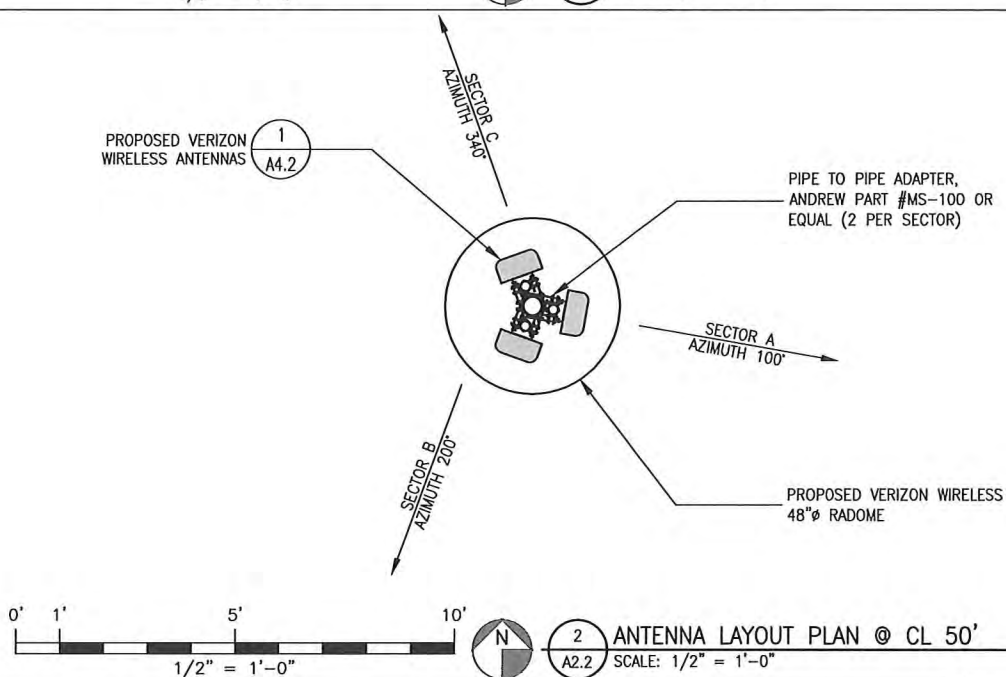 SECTOR C
AZIMUTH 340°
PROPOSED VERIZON
WIRELESS ANTENNAS
1
A4.2
PIPE TO PIPE ADAPTER,
ANDREW PART #MS-100 OR
EQUAL (2 PER SECTOR)
SECTOR A
AZIMUTH 100°
SECTOR B
AZIMUTH 200°
PROPOSED VERIZON WIRELESS
48"ø RADOME
0' 1' 5' 10'
1/2" = 1'-0"
N
2
A2.2
ANTENNA LAYOUT PLAN @ CL 50'
SCALE: 1/2" = 1'-0"